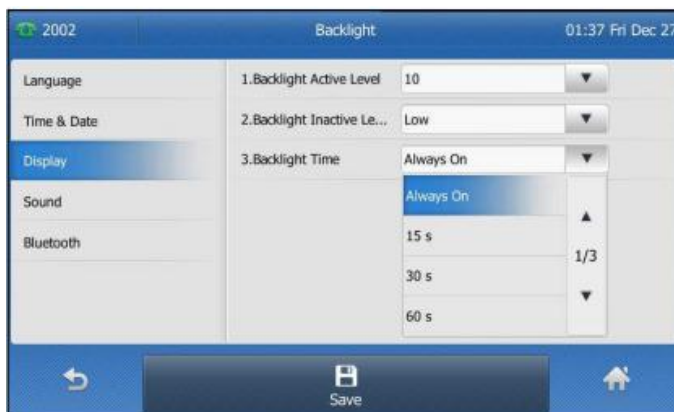 2002 Backlight 01:37 Fri Dec 27
Language
Time & Date
Display
Sound
Bluetooth
1.Backlight Active Level 10
2.Backlight Inactive Le... Low
3.Backlight Time Always On
Always On
15 s
30 s
60 s
1/3
Save